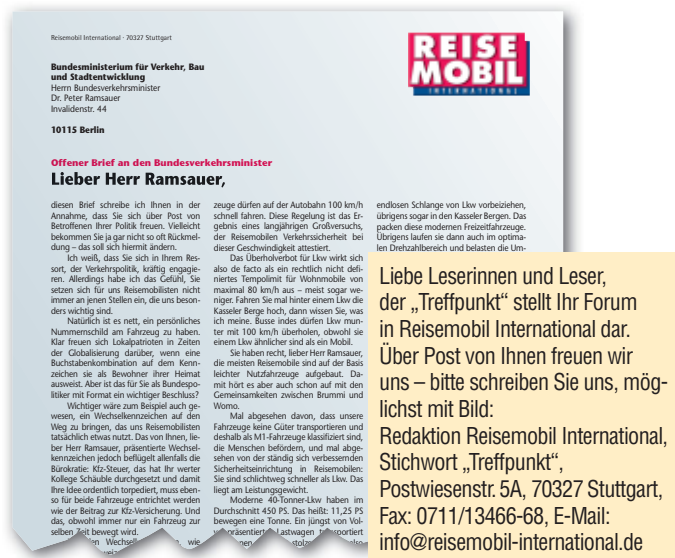 Reisemobil International · 70327 Stuttgart
REISE
MOBIL
INTERNATIONAL
Bundesministerium für Verkehr, Bau
und Stadtentwicklung
Herrn Bundesverkehrsminister
Dr. Peter Ramsauer
Invalidenstr. 44
10115 Berlin
Offener Brief an den Bundesverkehrsminister
Lieber Herr Ramsauer,
diesen Brief schreibe ich Ihnen in der
Annahme, dass Sie sich über Post von
Betroffenen Ihrer Politik freuen. Vielleicht
bekommen Sie ja gar nicht so oft Rückmel-
dung – das soll sich hiermit ändern.
Ich weiß, dass Sie sich in Ihrem Res-
sort, der Verkehrspolitik, kräftig engagie-
ren. Allerdings habe ich das Gefühl, Sie
setzen sich für uns Reisemobilisten nicht
immer an jenen Stellen ein, die uns beson-
ders wichtig sind.
Natürlich ist es nett, ein persönliches
Nummernschild am Fahrzeug zu haben.
Klar freuen sich Lokalpatrioten in Zeiten
der Globalisierung darüber, wenn eine
Buchstabenkombination auf dem Kenn-
zeichen sie als Bewohner ihrer Heimat
ausweist. Aber ist das für Sie als Bundespo-
litiker mit Format ein wichtiger Beschluß?
Wichtiger wäre zum Beispiel auch ge-
wesen, ein Wechselkennzeichen auf den
Weg zu bringen, das uns Reisemobilisten
tatsächlich etwas nutzt. Das von Ihnen, lie-
ber Herr Ramsauer, präsentierte Wechsel-
kennzeichen jedoch beflügelt allenfalls die
Bürokratie: Kfz-Steuer, das hat Ihr werter
Kollege Schäuble durchgesetzt und damit
Ihre Idee ordentlich torpediert, muss eben-
so für beide Fahrzeuge entrichtet werden
wie der Beitrag zur Kfz-Versicherung. Und
das, obwohl immer nur ein Fahrzeug zur
selben Zeit bewegt wird.
zeuge dürfen auf der Autobahn 100 km/h
schnell fahren. Diese Regelung ist das Er-
gebnis eines langjährigen Großversuchs,
der Reisemobilen Verkehrssicherheit bei
dieser Geschwindigkeit attestiert.
Das Überholverbot für Lkw wirkt sich
also de facto als ein rechtlich nicht defi-
niertes Tempolimit für Wohnmobile von
maximal 80 km/h aus – meist sogar we-
niger. Fahren Sie mal hinter einem Lkw die
Kasseler Berge hoch, dann wissen Sie, was
ich meine. Busse indes dürfen Lkw mun-
ter mit 100 km/h überholen, obwohl sie
einem Lkw ähnlicher sind als ein Mobil.
Sie haben recht, lieber Herr Ramsauer,
die meisten Reisemobile sind auf der Basis
leichter Nutzfahrzeuge aufgebaut. Da-
mit hört es aber auch schon auf mit den
Gemeinsamkeiten zwischen Brummi und
Womo.
Mal abgesehen davon, dass unsere
Fahrzeuge keine Güter transportieren und
deshalb als M1-Fahrzeuge klassifiziert sind,
die Menschen befördern, und mal abge-
sehen von der ständig sich verbessernden
Sicherheitseinrichtung in Reisemobilen:
Sie sind schlichtweg schneller als Lkw. Das
liegt am Leistungsgewicht.
Moderne 40-Tonner-Lkw haben im
Durchschnitt 450 PS. Das heißt: 11,25 PS
bewegen eine Tonne. Ein jüngst von Vol-
endlosen Schlange von Lkw vorbeiziehen,
übrigens sogar in den Kasseler Bergen. Das
packen diese modernen Freizeitfahrzeuge.
Übrigens laufen sie dann auch im optima-
len Drehzahlbereich und belasten die Um-
Liebe Leserinnen und Leser,
der „Treffpunkt“ stellt Ihr Forum
in Reisemobil International dar.
Über Post von Ihnen freuen wir
uns – bitte schreiben Sie uns, mög-
lichst mit Bild:
Redaktion Reisemobil International,
Stichwort „Treffpunkt“,
Postwiesenstr. 5A, 70327 Stuttgart,
Fax: 0711/13466-68, E-Mail:
info@reisemobil-international.de